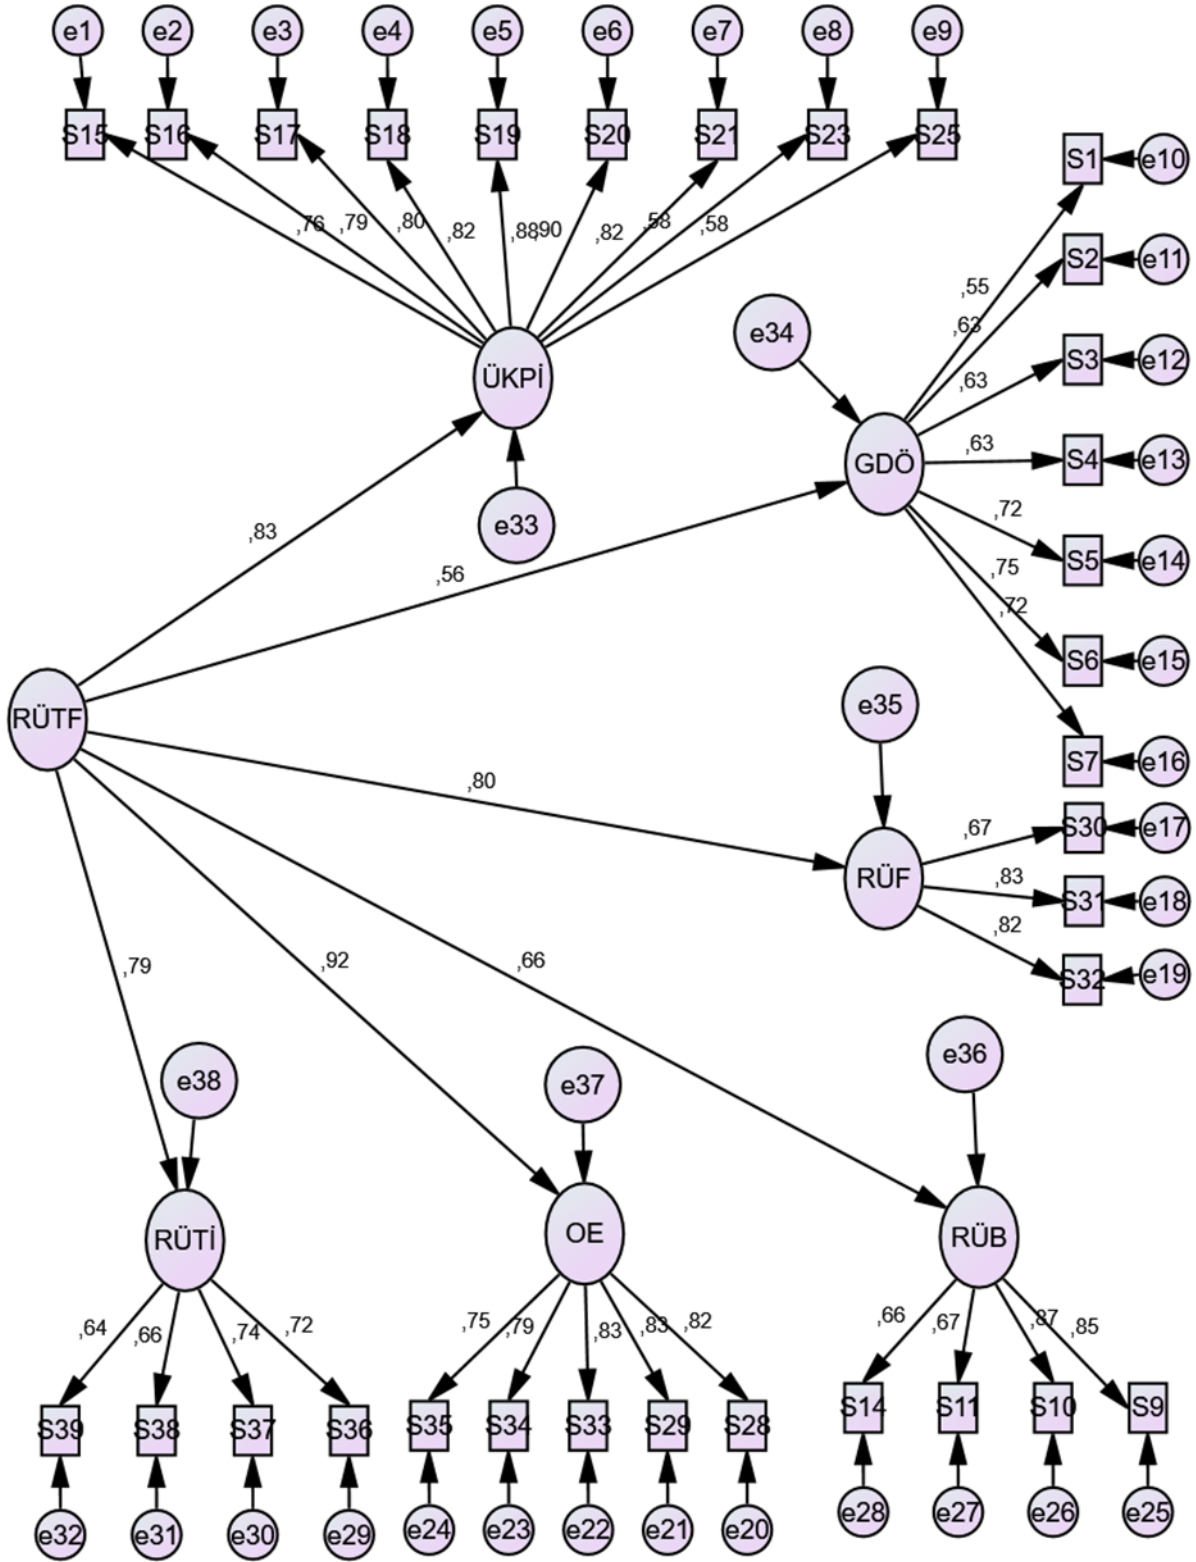 e1 e2 e3 e4 e5 e6 e7 e8 e9
S15 S16 S17 S18 S19 S20 S21 S23 S25
S1 e10
,76 ,79 ,80 ,82 ,88 ,90 ,82 ,58 ,58
S2 e11
,55
,63
e34
S3 e12
ÜKPİ
,63
GDÖ
,63
S4 e13
,72
e33
,83
S5 e14
,75
,56
,72
S6 e15
e35
RÜTF
S7 e16
,80
S30 e17
,67
RÜF
,83
S31 e18
,82
,79
,92
,66
S32 e19
e38
e37
e36
RÜTİ
OE
RÜB
,64 ,66 ,74 ,72
,75 ,79 ,83 ,83 ,82
,66 ,67 ,87 ,85
S39 S38 S37 S36
S35 S34 S33 S29 S28
S14 S11 S10 S9
e32 e31 e30 e29
e24 e23 e22 e21 e20
e28 e27 e26 e25